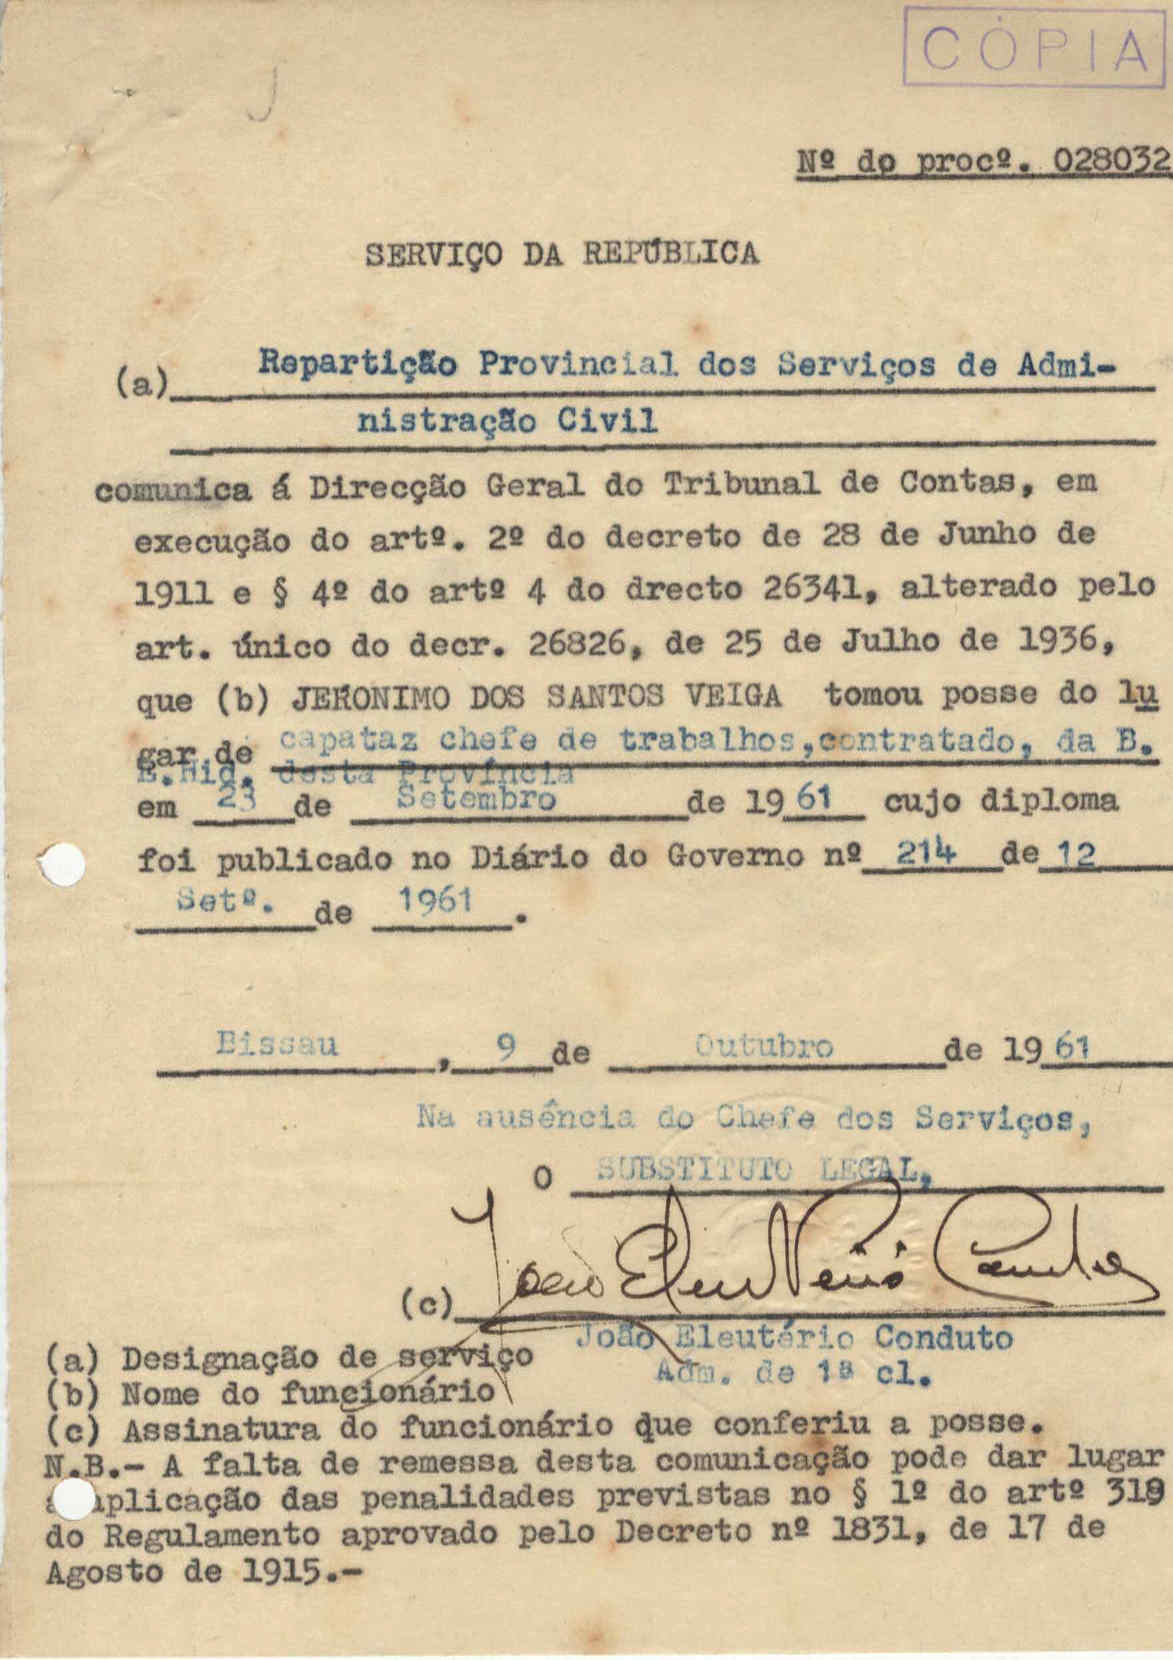 CÓPIA
Nº do procº. 028032
SERVIÇO DA REPÚBLICA
(a) Repartição Provincial dos Serviços de Admi-
nistração Civil
comunica á Direcção Geral do Tribunal de Contas, em
execução do artº. 2º do decreto de 28 de Junho de
1911 e § 4º do artº 4 do drecto 26341, alterado pelo
art. único do decr. 26826, de 25 de Julho de 1936,
que (b) JERONIMO DOS SANTOS VEIGA tomou posse do lu
gar de capataz chefe de trabalhos,contratado, da B.
E.Hid. desta Província
em 23 de Setembro de 1961 cujo diploma
foi publicado no Diário do Governo nº 214 de 12
Setº. de 1961.
Bissau, 9 de Outubro de 1961
Na ausência do Chefe dos Serviços,
O SUBSTITUTO LEGAL,
(c) João Eleutério Conduto
João Eleutério Conduto
Adm. de 1ª cl.
(a) Designação de serviço
(b) Nome do funcionário
(c) Assinatura do funcionário que conferiu a posse.
N.B.- A falta de remessa desta comunicação pode dar lugar
á aplicação das penalidades previstas no § 1º do artº 319
do Regulamento aprovado pelo Decreto nº 1831, de 17 de
Agosto de 1915.-